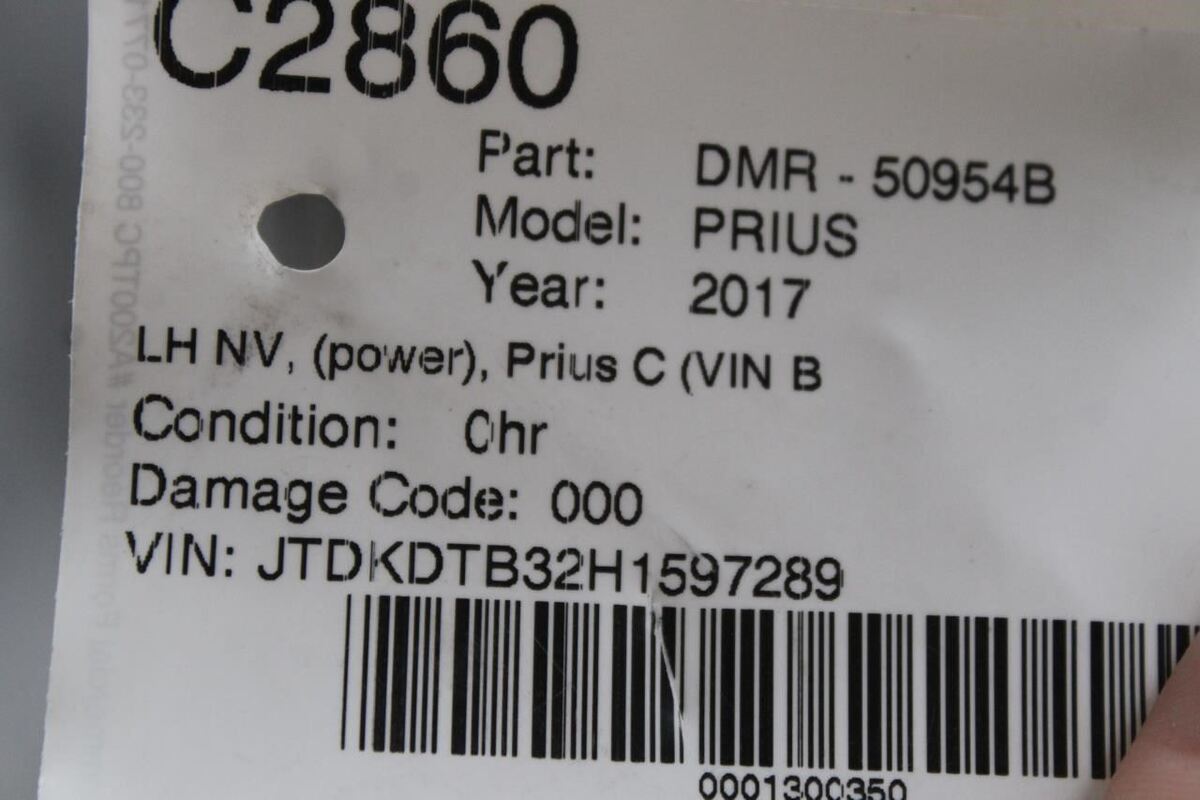 C2860
Part: DMR - 50954B
Model: PRIUS
Year: 2017
LH NV, (power), Prius C (VIN B
Condition: 0hr
Damage Code: 000
VIN: JTDKDTB32H1597289
0001300350